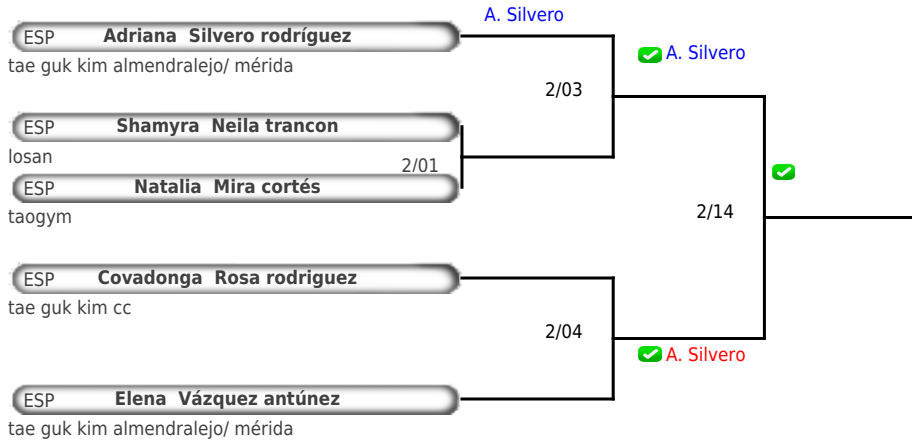 A. Silvero
ESP Adriana Silvero rodríguez
A. Silvero
tae guk kim almendralejo/ mérida
2/03
ESP Shamyra Neila trancon
losan
2/01
ESP Natalia Mira cortés
2/14
taogym
ESP Covadonga Rosa rodriguez
tae guk kim cc
2/04
A. Silvero
ESP Elena Vázquez antúnez
tae guk kim almendralejo/ mérida